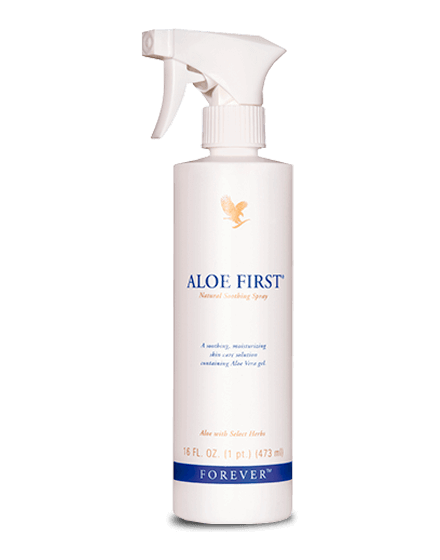 ALOE FIRST®
Natural Soothing Spray
A soothing, moisturizing
skin care solution
containing Aloe Vera gel.
Aloe with Select Herbs
16 FL. OZ. (1 pt.) (473 ml)
FOREVER™